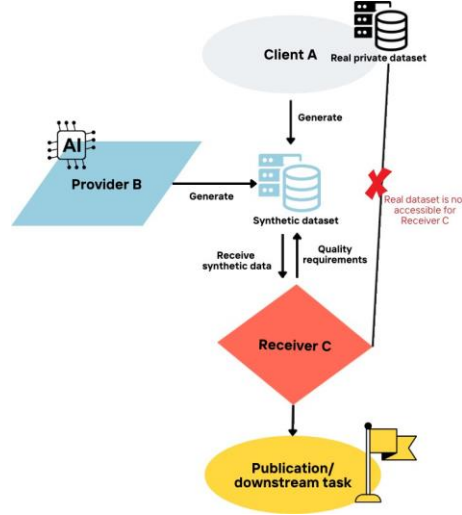 Client A
Real private dataset
Generate
AI
Provider B
Generate
Synthetic dataset
Real dataset is no
accessible for
Receiver C
Receive
synthetic data
Quality
requirements
Receiver C
Publication/
downstream task